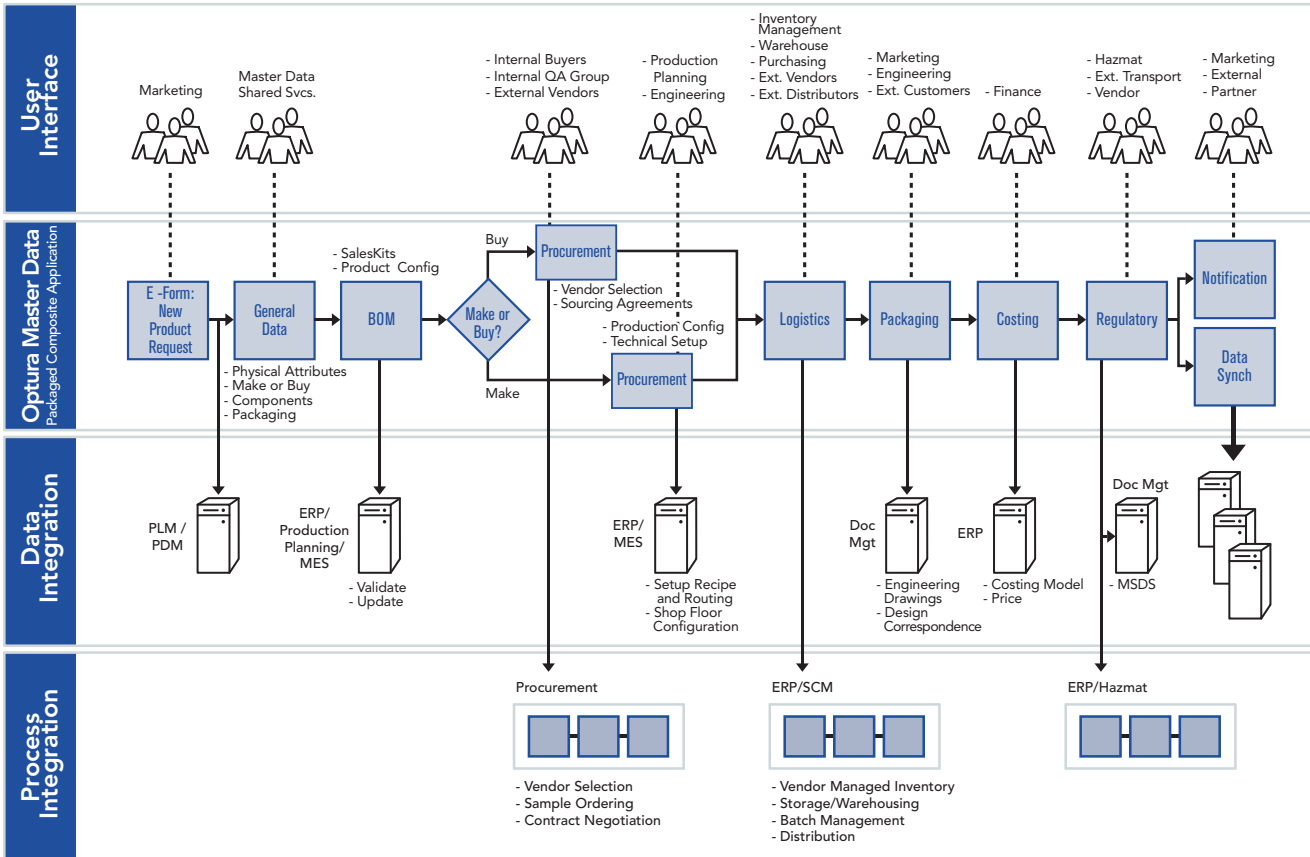 User
Interface
Marketing
Master Data
Shared Svcs.
- Internal Buyers
- Internal QA Group
- External Vendors
- Production
Planning
- Engineering
- Inventory
Management
- Warehouse
- Purchasing
- Ext. Vendors
- Ext. Distributors
- Marketing
- Engineering
- Ext. Customers
- Finance
- Hazmat
- Ext. Transport
- Vendor
- Marketing
- External
- Partner
Optura Master Data
Packaged Composite Application
E -Form:
New
Product
Request
General
Data
- Physical Attributes
- Make or Buy
- Components
- Packaging
- SalesKits
- Product Config
BOM
Make or
Buy?
Buy
Make
Procurement
- Vendor Selection
- Sourcing Agreements
- Production Config
- Technical Setup
Procurement
Logistics
Packaging
Costing
Regulatory
Notification
Data
Synch
Data
Integration
PLM /
PDM
ERP/
Production
Planning/
MES
- Validate
- Update
ERP/
MES
- Setup Recipe
and Routing
- Shop Floor
Configuration
Doc
Mgt
- Engineering
Drawings
- Design
Correspondence
ERP
- Costing Model
- Price
Doc Mgt
- MSDS
Process
Integration
Procurement
- Vendor Selection
- Sample Ordering
- Contract Negotiation
ERP/SCM
- Vendor Managed Inventory
- Storage/Warehousing
- Batch Management
- Distribution
ERP/Hazmat